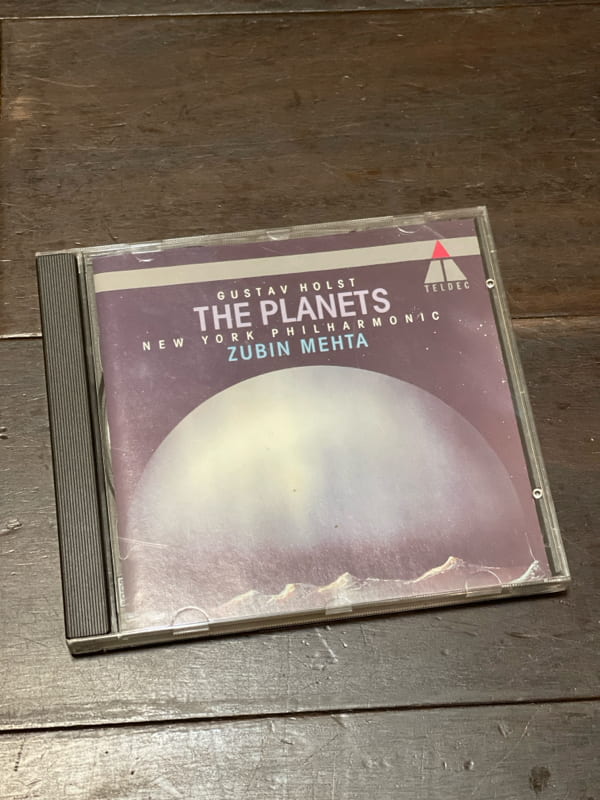 GUSTAV HOLST
THE PLANETS
NEW YORK PHILHARMONIC
ZUBIN MEHTA
TELDEC